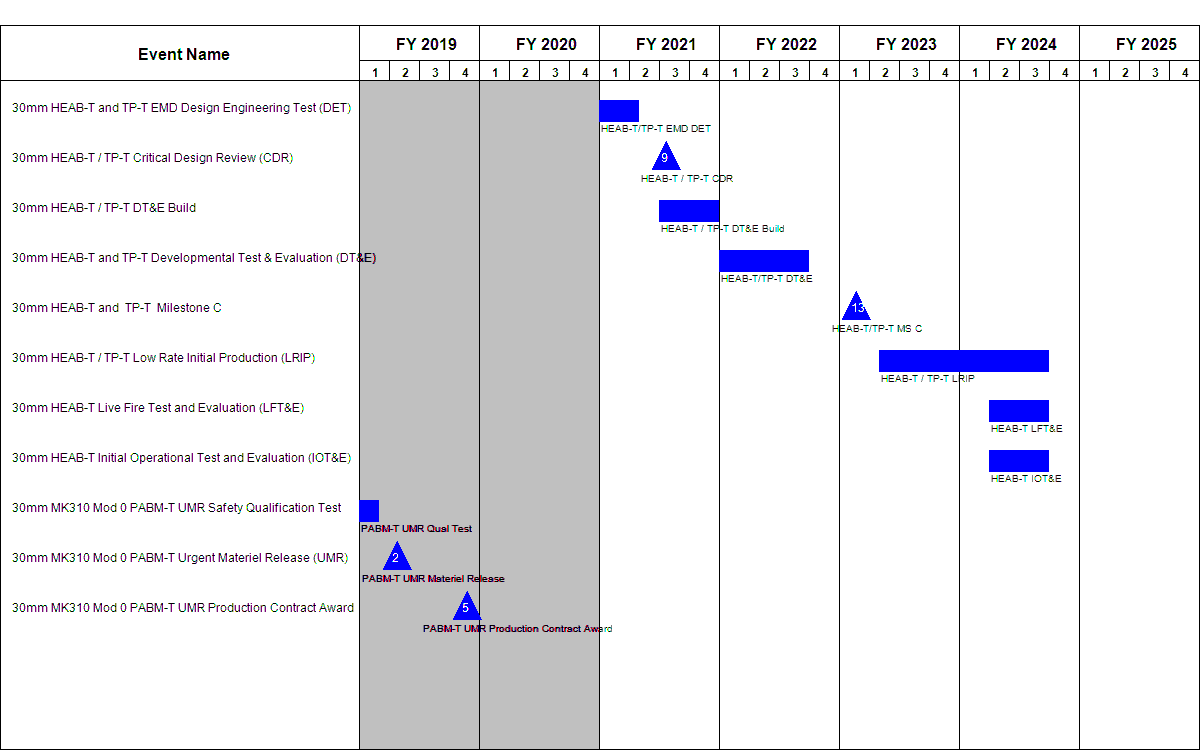 Event Name FY 2019 FY 2020 FY 2021 FY 2022 FY 2023 FY 2024 FY 2025
1 2 3 4 1 2 3 4 1 2 3 4 1 2 3 4 1 2 3 4 1 2 3 4 1 2 3 4
30mm HEAB-T and TP-T EMD Design Engineering Test (DET)
HEAB-T/TP-T EMD DET
30mm HEAB-T / TP-T Critical Design Review (CDR) 9
HEAB-T / TP-T CDR
30mm HEAB-T / TP-T DT&E Build
HEAB-T / TP-T DT&E Build
30mm HEAB-T and TP-T Developmental Test & Evaluation (DT&E)
HEAB-T/TP-T DT&E
30mm HEAB-T and TP-T Milestone C 13
HEAB-T/TP-T MS C
30mm HEAB-T / TP-T Low Rate Initial Production (LRIP)
HEAB-T / TP-T LRIP
30mm HEAB-T Live Fire Test and Evaluation (LFT&E)
HEAB-T LFT&E
30mm HEAB-T Initial Operational Test and Evaluation (IOT&E)
HEAB-T IOT&E
30mm MK310 Mod 0 PABM-T UMR Safety Qualification Test
PABM-T UMR Qual Test
30mm MK310 Mod 0 PABM-T Urgent Materiel Release (UMR) 2
PABM-T UMR Materiel Release
30mm MK310 Mod 0 PABM-T UMR Production Contract Award 5
PABM-T UMR Production Contract Award